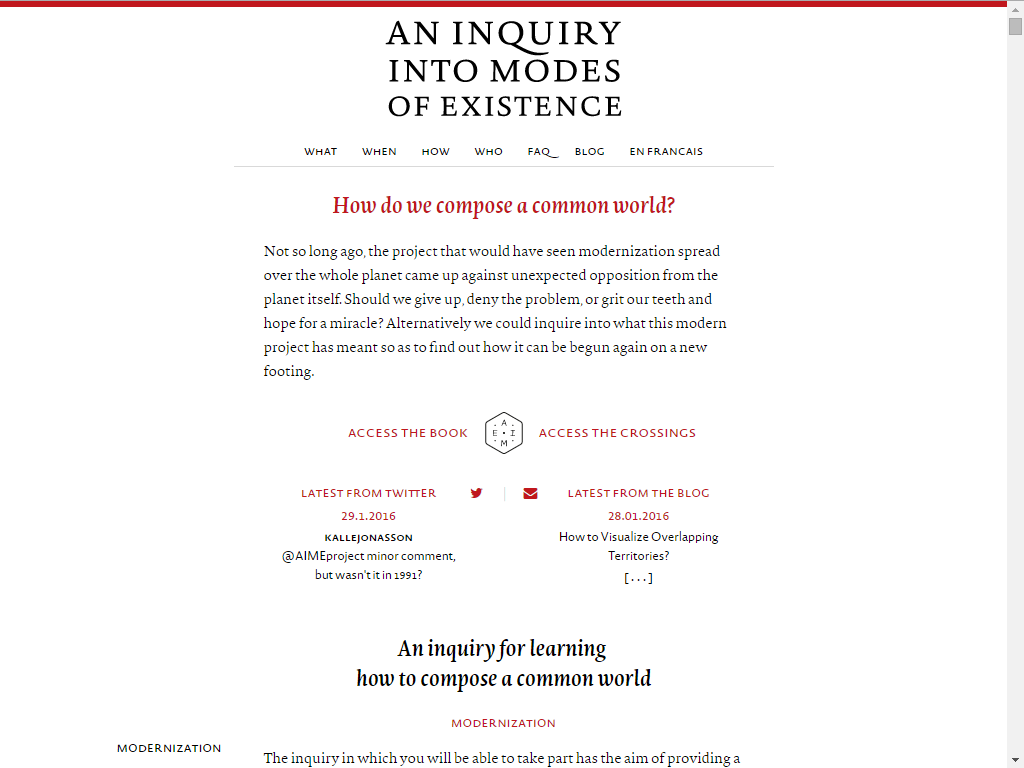 AN INQUIRY
INTO MODES
OF EXISTENCE
WHAT WHEN HOW WHO FAQ BLOG EN FRANCAIS
How do we compose a common world?
Not so long ago, the project that would have seen modernization spread
over the whole planet came up against unexpected opposition from the
planet itself. Should we give up, deny the problem, or grit our teeth and
hope for a miracle? Alternatively we could inquire into what this modern
project has meant so as to find out how it can be begun again on a new
footing.
ACCESS THE BOOK
A
E • I
M
ACCESS THE CROSSINGS
LATEST FROM TWITTER
29.1.2016
KALLEJONASSON
@AIMEproject minor comment,
but wasn't it in 1991?
LATEST FROM THE BLOG
28.01.2016
How to Visualize Overlapping
Territories?
[...]
An inquiry for learning
how to compose a common world
MODERNIZATION
MODERNIZATION
The inquiry in which you will be able to take part has the aim of providing a